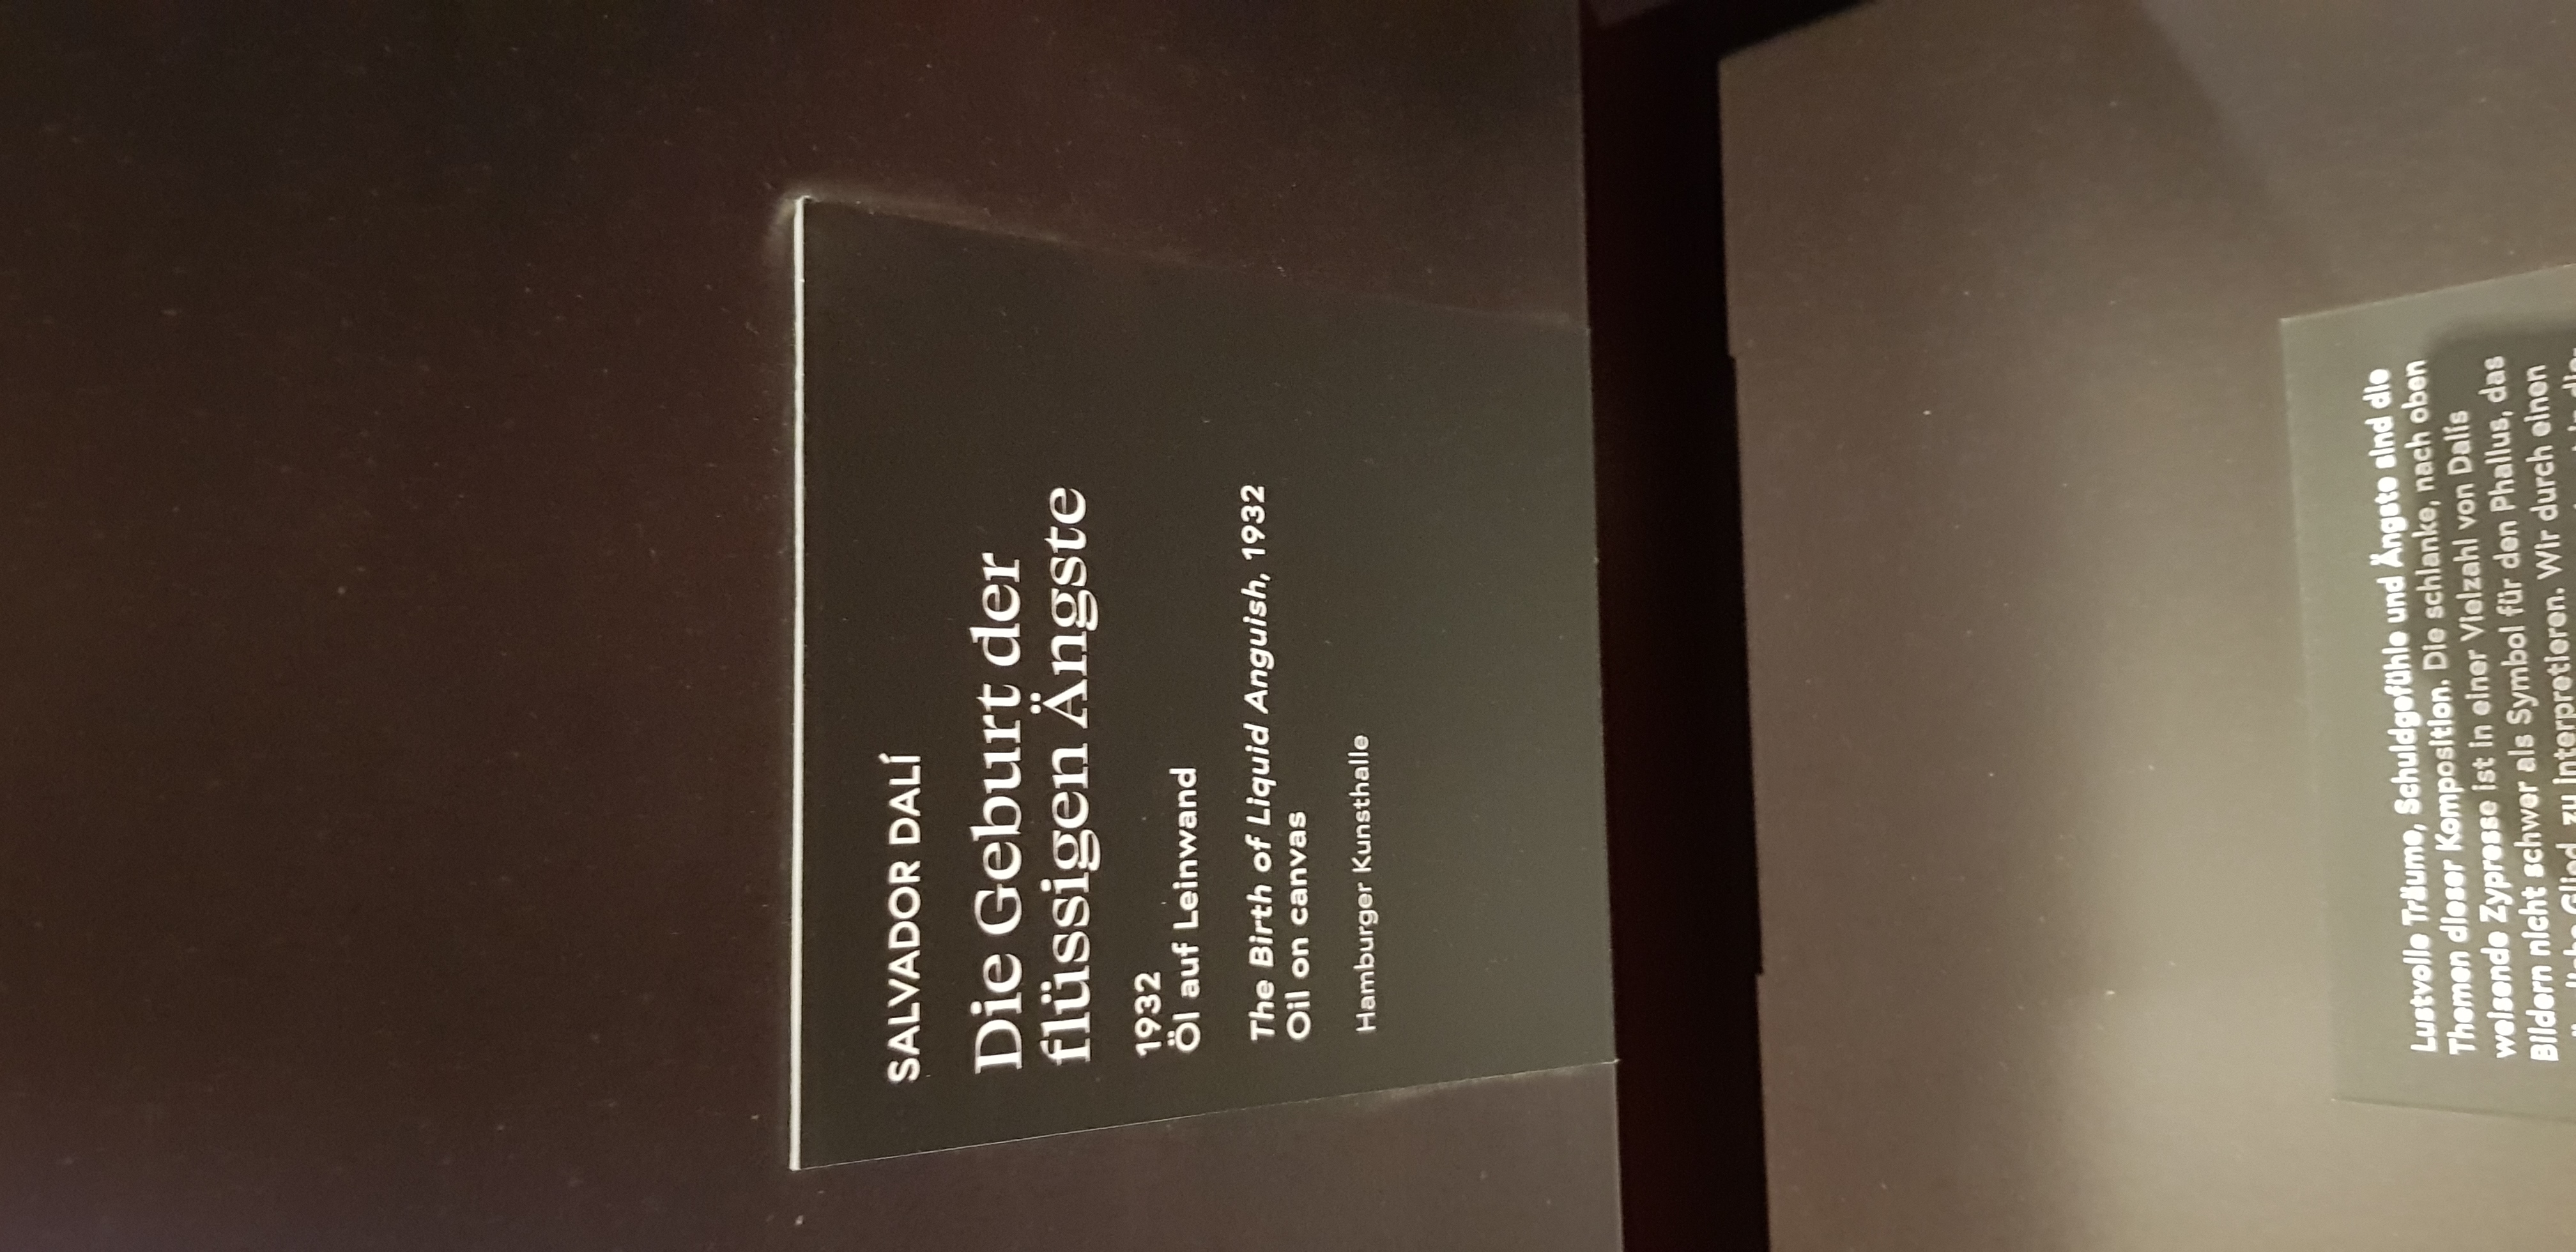 SALVADOR DALÍ
Die Geburt der
flüssigen Ängste
1932
Öl auf Leinwand
The Birth of Liquid Anguish, 1932
Oil on canvas
Hamburger Kunsthalle
Lustvolle Träume, Schuldgefühle und Ängste sind die
Themen dieser Komposition. Die schlanke, nach oben
weisende Zypresse ist in einer Vielzahl von Dalís
Bildern nicht schwer als Symbol für den Phallus, das
Glied, zu interpretieren. Wir durch einen